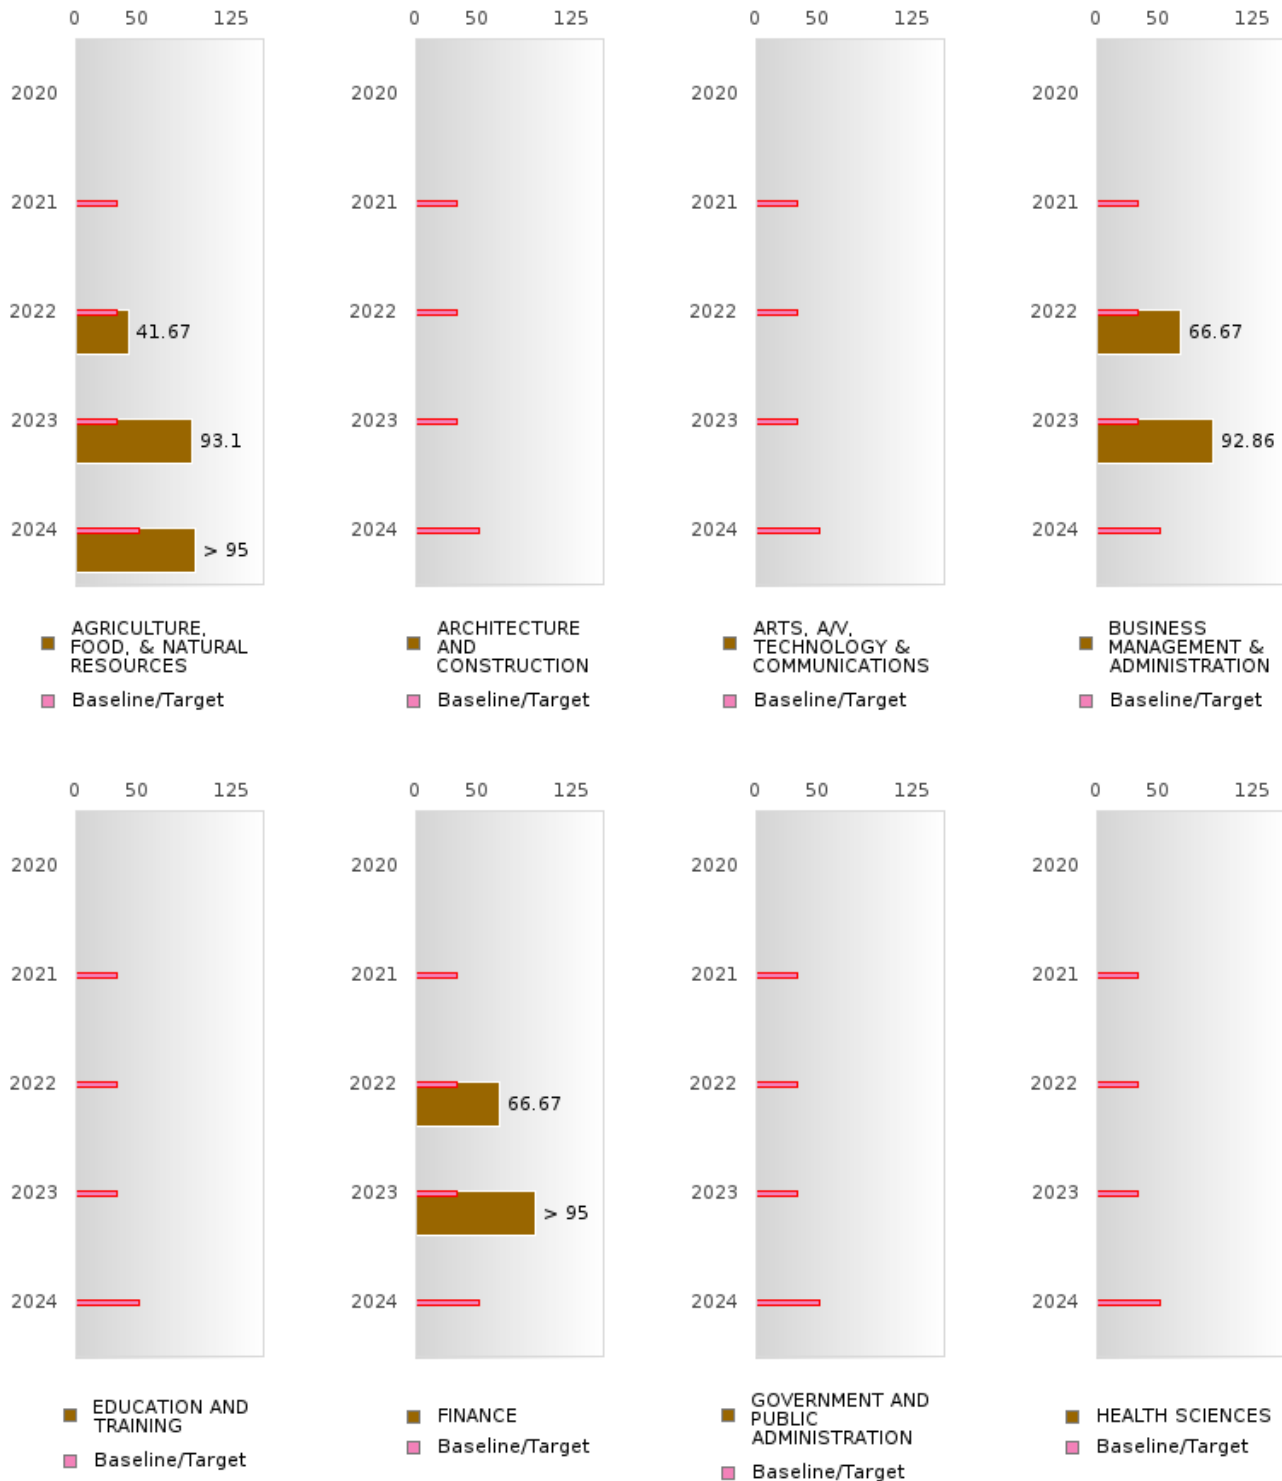 0 50 125
2020
2021
2022
41.67
2023
93.1
2024
> 95
AGRICULTURE,
FOOD, & NATURAL
RESOURCES
Baseline/Target
0 50 125
2020
2021
2022
2023
2024
ARCHITECTURE
AND
CONSTRUCTION
Baseline/Target
0 50 125
2020
2021
2022
2023
2024
ARTS, A/V,
TECHNOLOGY &
COMMUNICATIONS
Baseline/Target
0 50 125
2020
2021
2022
66.67
2023
92.86
2024
BUSINESS
MANAGEMENT &
ADMINISTRATION
Baseline/Target
0 50 125
2020
2021
2022
2023
2024
EDUCATION AND
TRAINING
Baseline/Target
0 50 125
2020
2021
2022
66.67
2023
> 95
2024
FINANCE
Baseline/Target
0 50 125
2020
2021
2022
2023
2024
GOVERNMENT AND
PUBLIC
ADMINISTRATION
Baseline/Target
0 50 125
2020
2021
2022
2023
2024
HEALTH SCIENCES
Baseline/Target